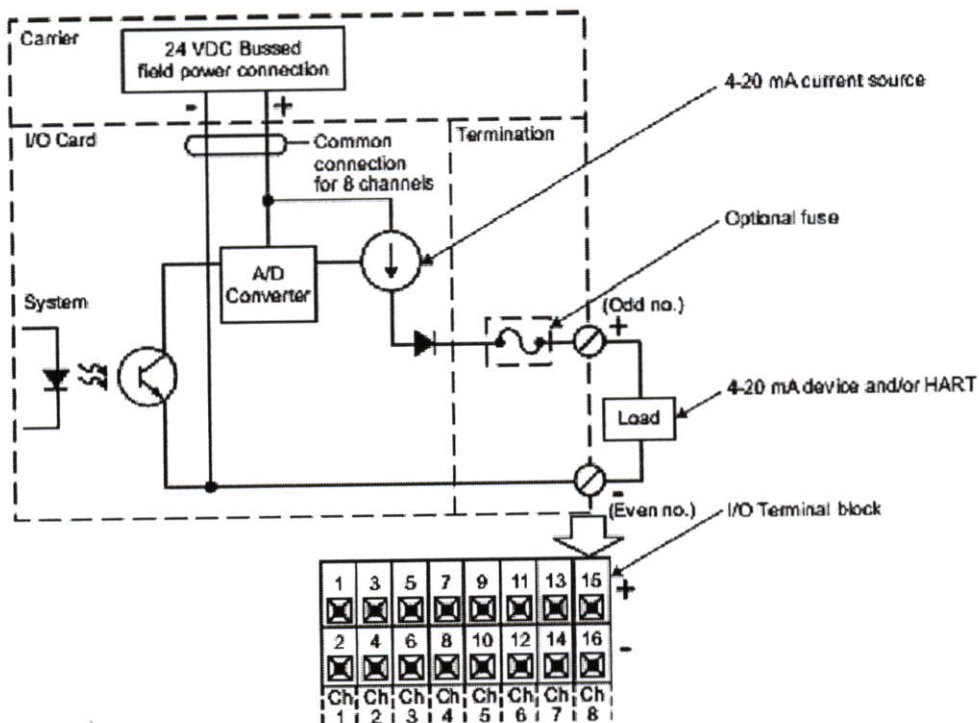 Carrier
24 VDC Bussed
field power connection
- +
4-20 mA current source
I/O Card
Common
connection
for 8 channels
Termination
Optional fuse
A/D
Converter
System
(Odd no.)
+
4-20 mA device and/or HART
Load
-
(Even no.)
I/O Terminal block
1 3 5 7 9 11 13 15 +
2 4 6 8 10 12 14 16 -
Ch Ch Ch Ch Ch Ch Ch Ch
1 2 3 4 5 6 7 8